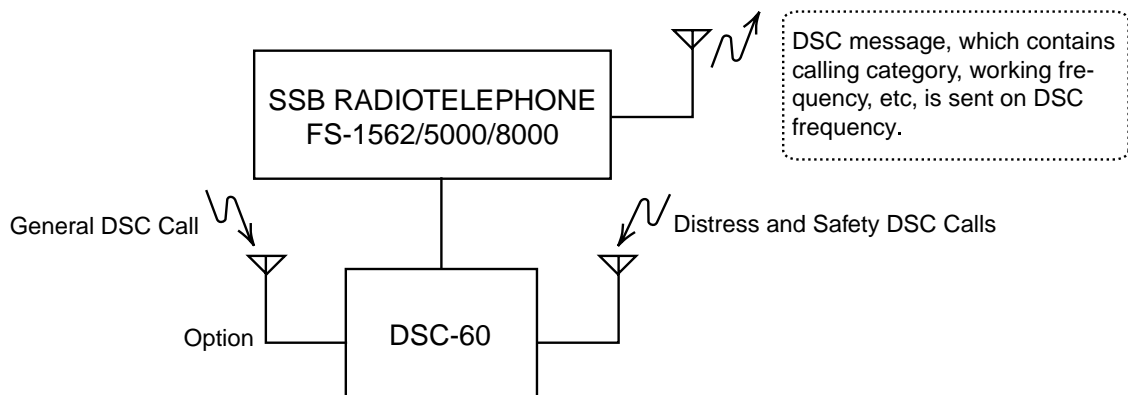 DSC message, which contains
calling category, working fre-
quency, etc, is sent on DSC
frequency.
SSB RADIOTELEPHONE
FS-1562/5000/8000
General DSC Call
Distress and Safety DSC Calls
Option
DSC-60